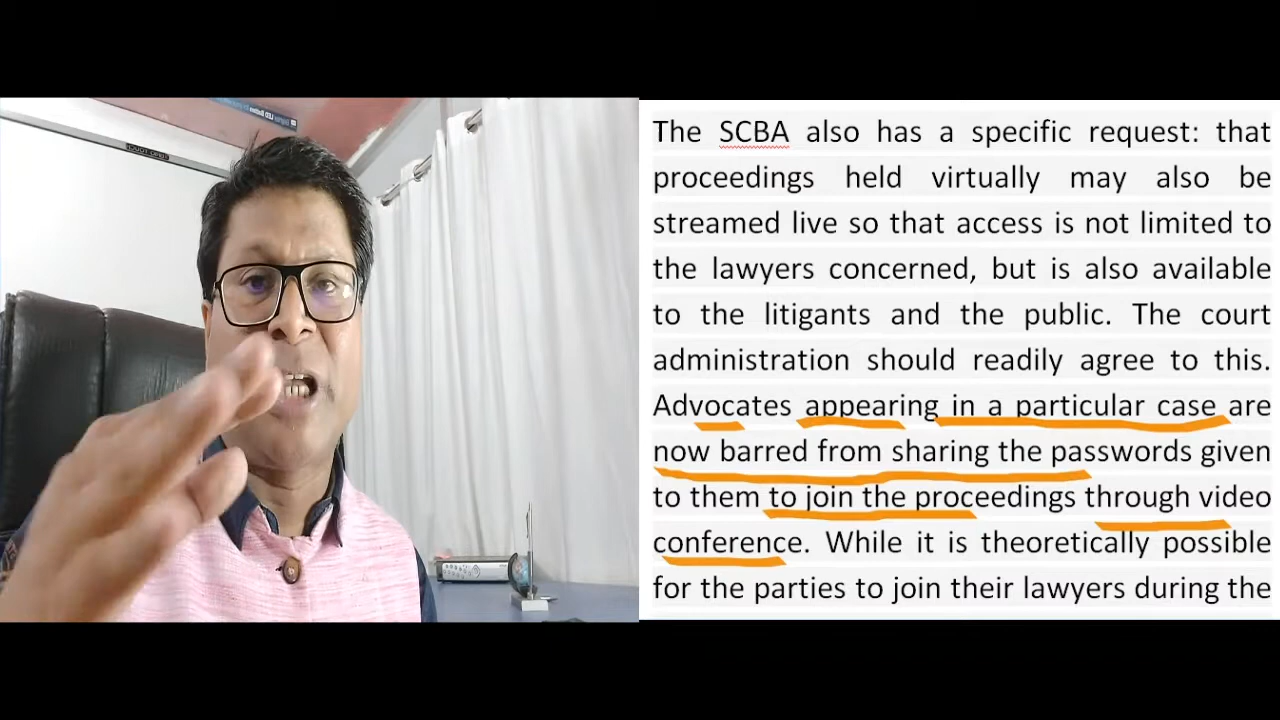 The SCBA also has a specific request: that
proceedings held virtually may also be
streamed live so that access is not limited to
the lawyers concerned, but is also available
to the litigants and the public. The court
administration should readily agree to this.
Advocates appearing in a particular case are
now barred from sharing the passwords given
to them to join the proceedings through video
conference. While it is theoretically possible
for the parties to join their lawyers during the